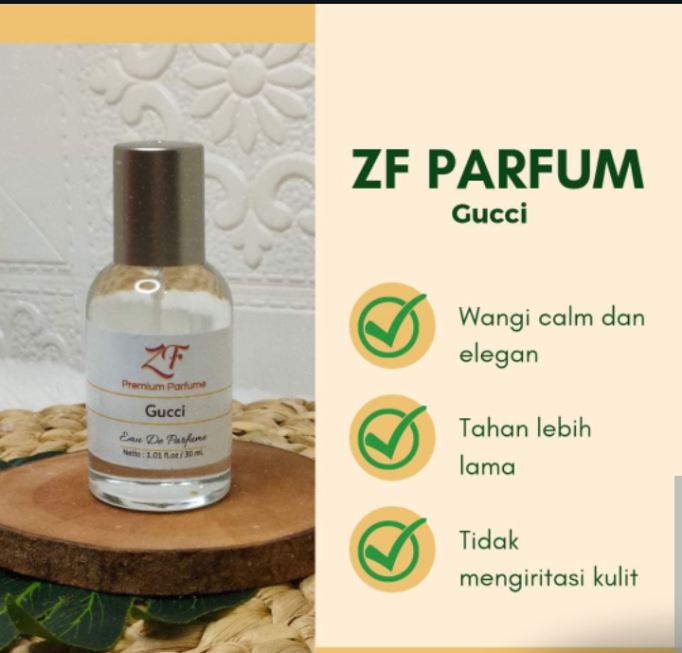 ZF
Premium Parfume
Gucci
Eau De Parfume
Netto : 1.01 fl.oz / 30 mL
ZF PARFUM
Gucci
Wangi calm dan
elegan
Tahan lebih
lama
Tidak
mengiritasi kulit